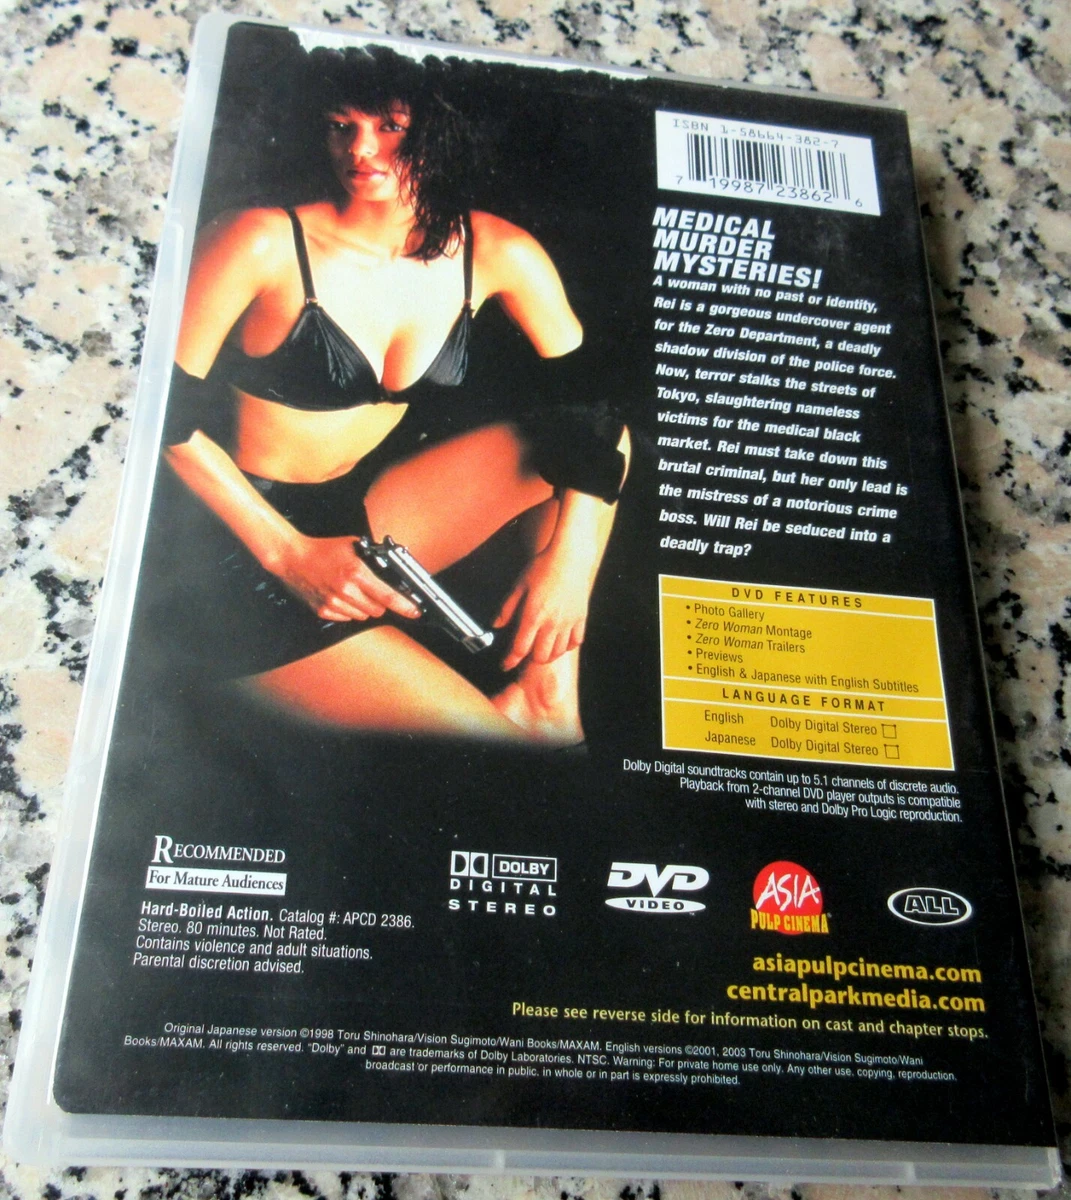 ISBN 1-58664-382-7
7 19987 23862 6
MEDICAL
MURDER
MYSTERIES!
A woman with no past or identity,
Rei is a gorgeous undercover agent
for the Zero Department, a deadly
shadow division of the police force.
Now, terror stalks the streets of
Tokyo, slaughtering nameless
victims for the medical black
market. Rei must take down this
brutal criminal, but her only lead is
the mistress of a notorious crime
boss. Will Rei be seduced into a
deadly trap?
DVD FEATURES
• Photo Gallery
• Zero Woman Montage
• Zero Woman Trailers
• Previews
• English & Japanese with English Subtitles
LANGUAGE FORMAT
English Dolby Digital Stereo
Japanese Dolby Digital Stereo
Dolby Digital soundtracks contain up to 5.1 channels of discrete audio.
Playback from 2-channel DVD player outputs is compatible
with stereo and Dolby Pro Logic reproduction.
RECOMMENDED
For Mature Audiences
Hard-Boiled Action. Catalog #: APCD 2386.
Stereo. 80 minutes. Not Rated.
Contains violence and adult situations.
Parental discretion advised.
DOLBY
DIGITAL
STEREO
DVD
VIDEO
ASIA
PULP CINEMA
ALL
asiapulpcinema.com
centralparkmedia.com
Please see reverse side for information on cast and chapter stops.
Original Japanese version ©1998 Toru Shinohara/Vision Sugimoto/Wani Books/MAXAM. English versions ©2001, 2003 Toru Shinohara/Vision Sugimoto/Wani
Books/MAXAM. All rights reserved. "Dolby" and are trademarks of Dolby Laboratories. NTSC. Warning: For private home use only. Any other use, copying, reproduction,
broadcast or performance in public, in whole or in part is expressly prohibited.